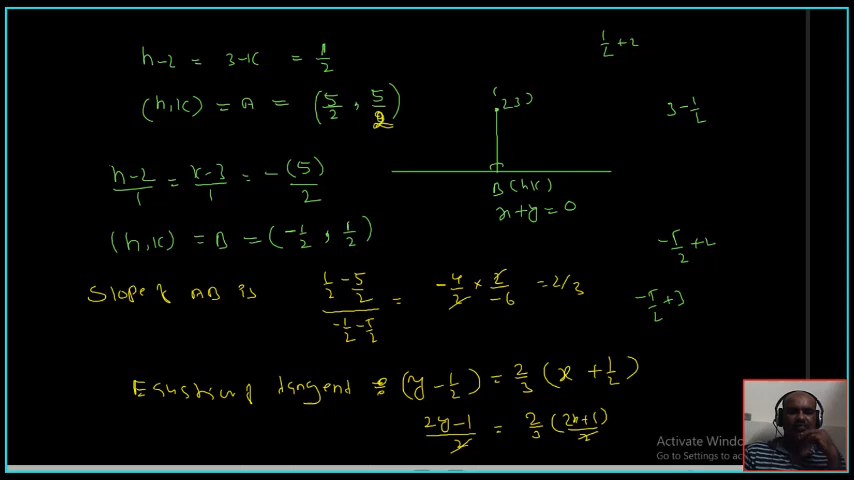 h-2 = 3-k = 1/2
1/2 + 2
(h,k) = A = (5/2, 5/2)
(2 3)
3 - 1/2
h-2/1 = k-3/1 = -(5)/2
B (h,k)
x+y=0
(h,k) = B = (-1/2, 1/2)
-5/2 + 2
Slope of AB is (1/2 - 5/2)/(-1/2 - 5/2) = -4/2 × 2/-6 = 2/3
-5/2 + 3
Equation of tangent = (y - 1/2) = 2/3 (x + 1/2)
2y-1/2 = 2/3 (2x+1)/2
Activate Windo
Go to Settings to a